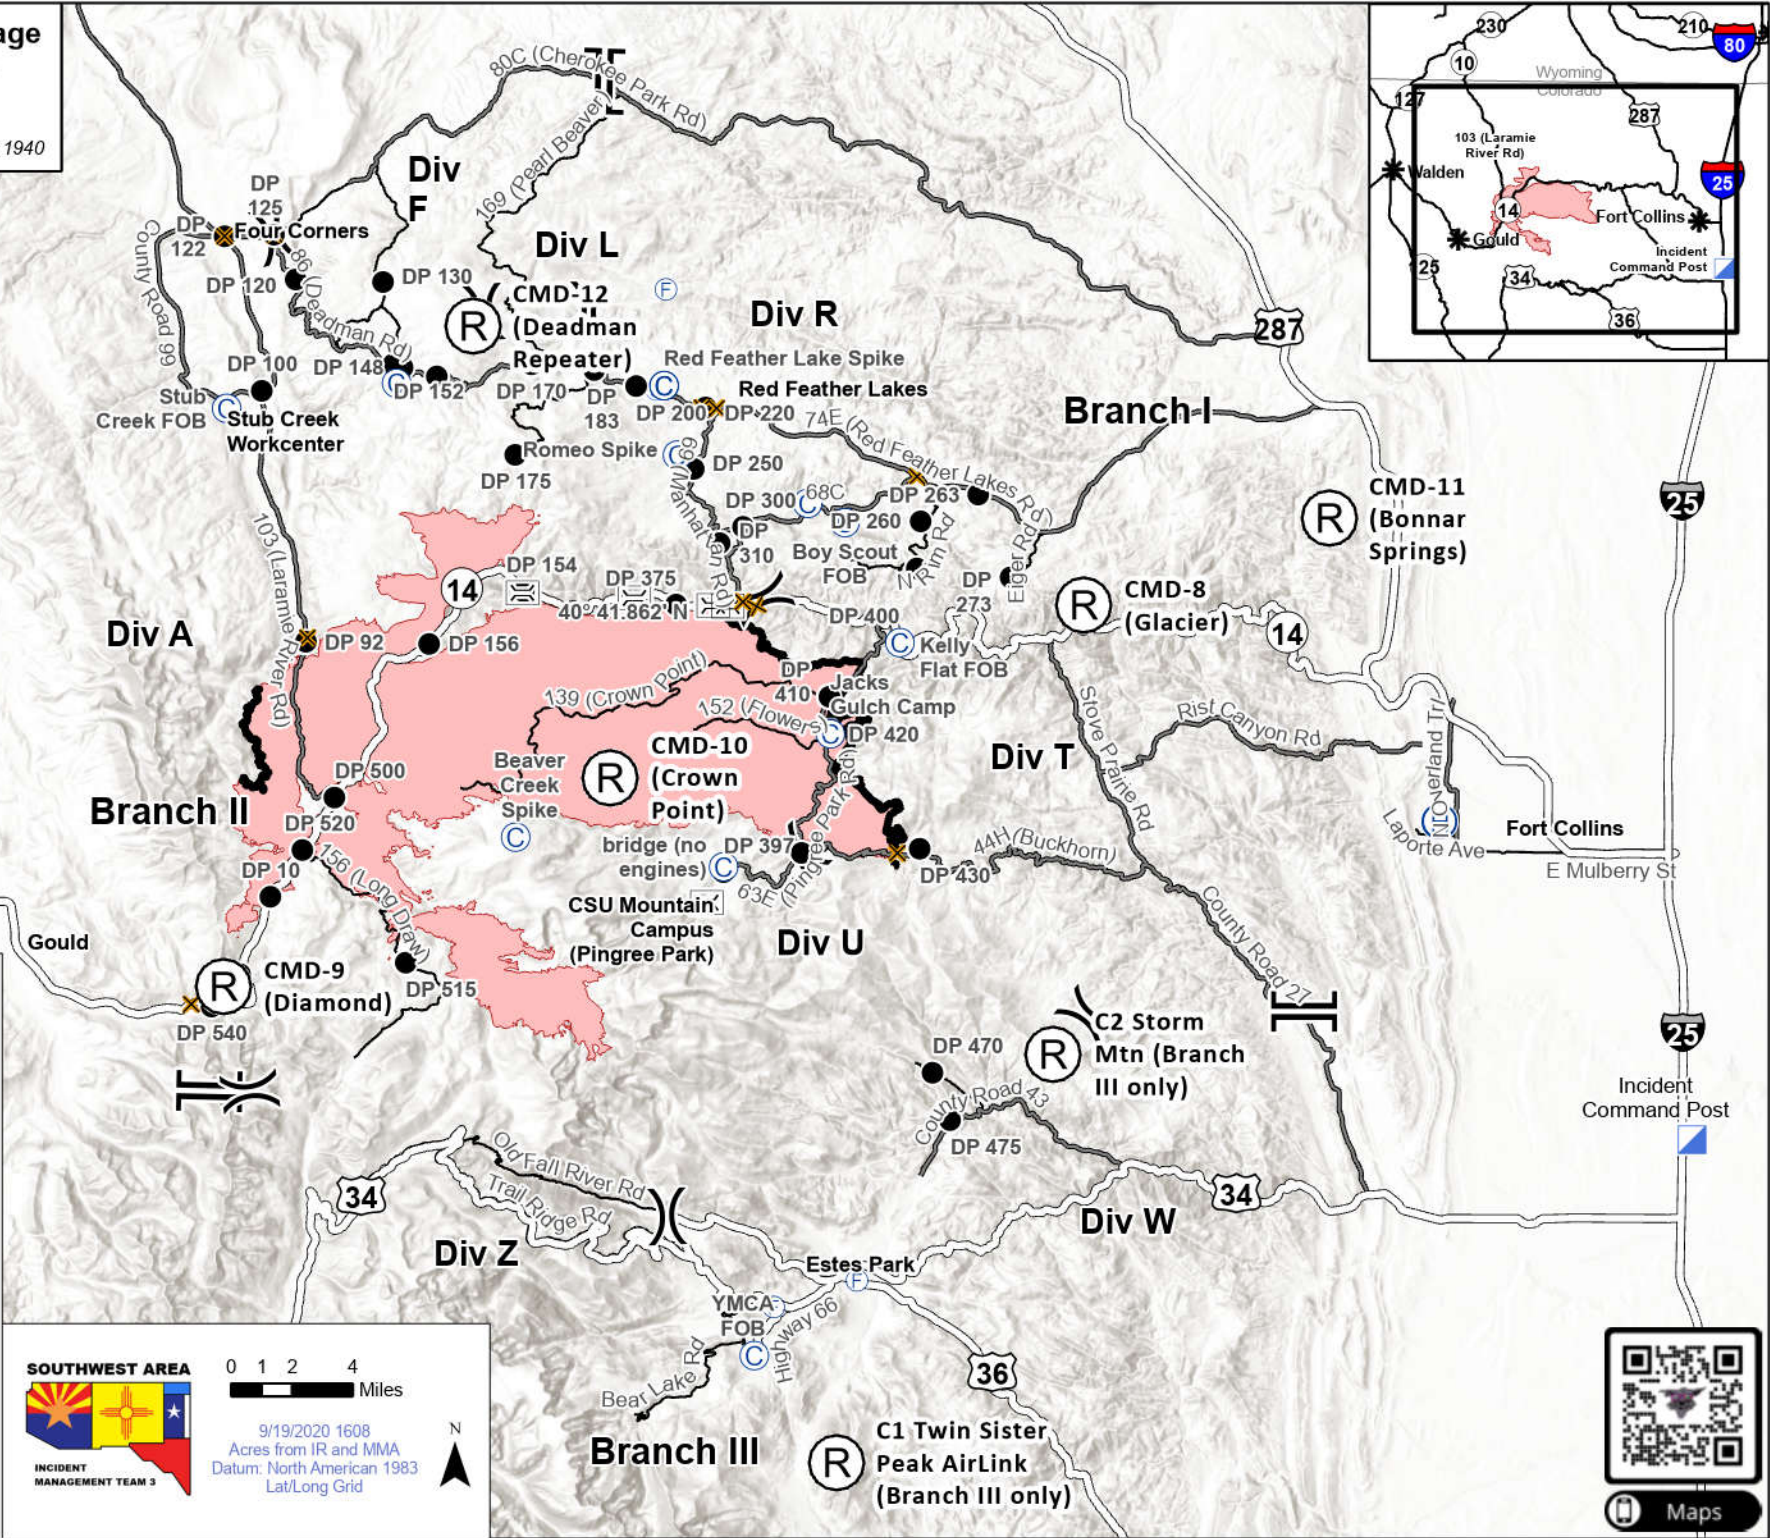 age
1940
80C (Cherokee Park Rd)
169 (Pearl Beaver
Div
F
DP
125
DP
122
Four Corners
County Road 99
DP 120
86 (Deadman Rd)
DP 130
Div L
F
CMD-12
(Deadman
Repeater)
R
Div R
287
DP 100
DP 148
C
DP 152
DP 170
DP
183
Red Feather Lake Spike
C
Red Feather Lakes
DP 200
DP 220
74E (Red Feather Lakes Rd)
Branch I
Stub
Creek FOB
C
Stub Creek
Workcenter
DP 175
Romeo Spike
C
69 (Manhattan Rd)
DP 250
DP 300
C
68C
DP 263
DP 260
DP
310
Boy Scout
FOB
N Rim Rd
Eiger Rd
DP
273
R
CMD-11
(Bonnar
Springs)
25
103 (Laramie River Rd)
14
DP 154
DP 375
40°41.862' N
DP 400
R
CMD-8
(Glacier)
14
Div A
DP 92
DP 156
C
Kelly
Flat FOB
139 (Crown Point)
DP
410
Jacks
Gulch Camp
152 (Flowers)
C
DP 420
Stove Prairie Rd
Rist Canyon Rd
Overland Trl
Div T
Branch II
DP 500
Beaver
Creek
Spike
C
R
CMD-10
(Crown
Point)
DP 520
bridge (no
engines)
C
DP 397
63E (Pingree Park Rd)
DP 430
44H (Buckhorn)
Laporte Ave
Fort Collins
E Mulberry St
DP 10
156 (Long Draw)
CSU Mountain
Campus
(Pingree Park)
Div U
County Road 27
Gould
R
CMD-9
(Diamond)
DP 515
DP 540
DP 470
R
C2 Storm
Mtn (Branch
III only)
County Road 43
DP 475
25
Incident
Command Post
34
Old Fall River Rd
Trail Ridge Rd
Div Z
34
Div W
Estes Park
F
YMCA
FOB
C
Highway 66
Bear Lake Rd
36
Branch III
R
C1 Twin Sister
Peak AirLink
(Branch III only)
230
210
80
10
Wyoming
Colorado
127
287
103 (Laramie
River Rd)
Walden
25
14
Fort Collins
Gould
Incident
Command Post
125
34
36
SOUTHWEST AREA
INCIDENT
MANAGEMENT TEAM 3
0 1 2 4
Miles
9/19/2020 1608
Acres from IR and MMA
Datum: North American 1983
Lat/Long Grid
N
Maps